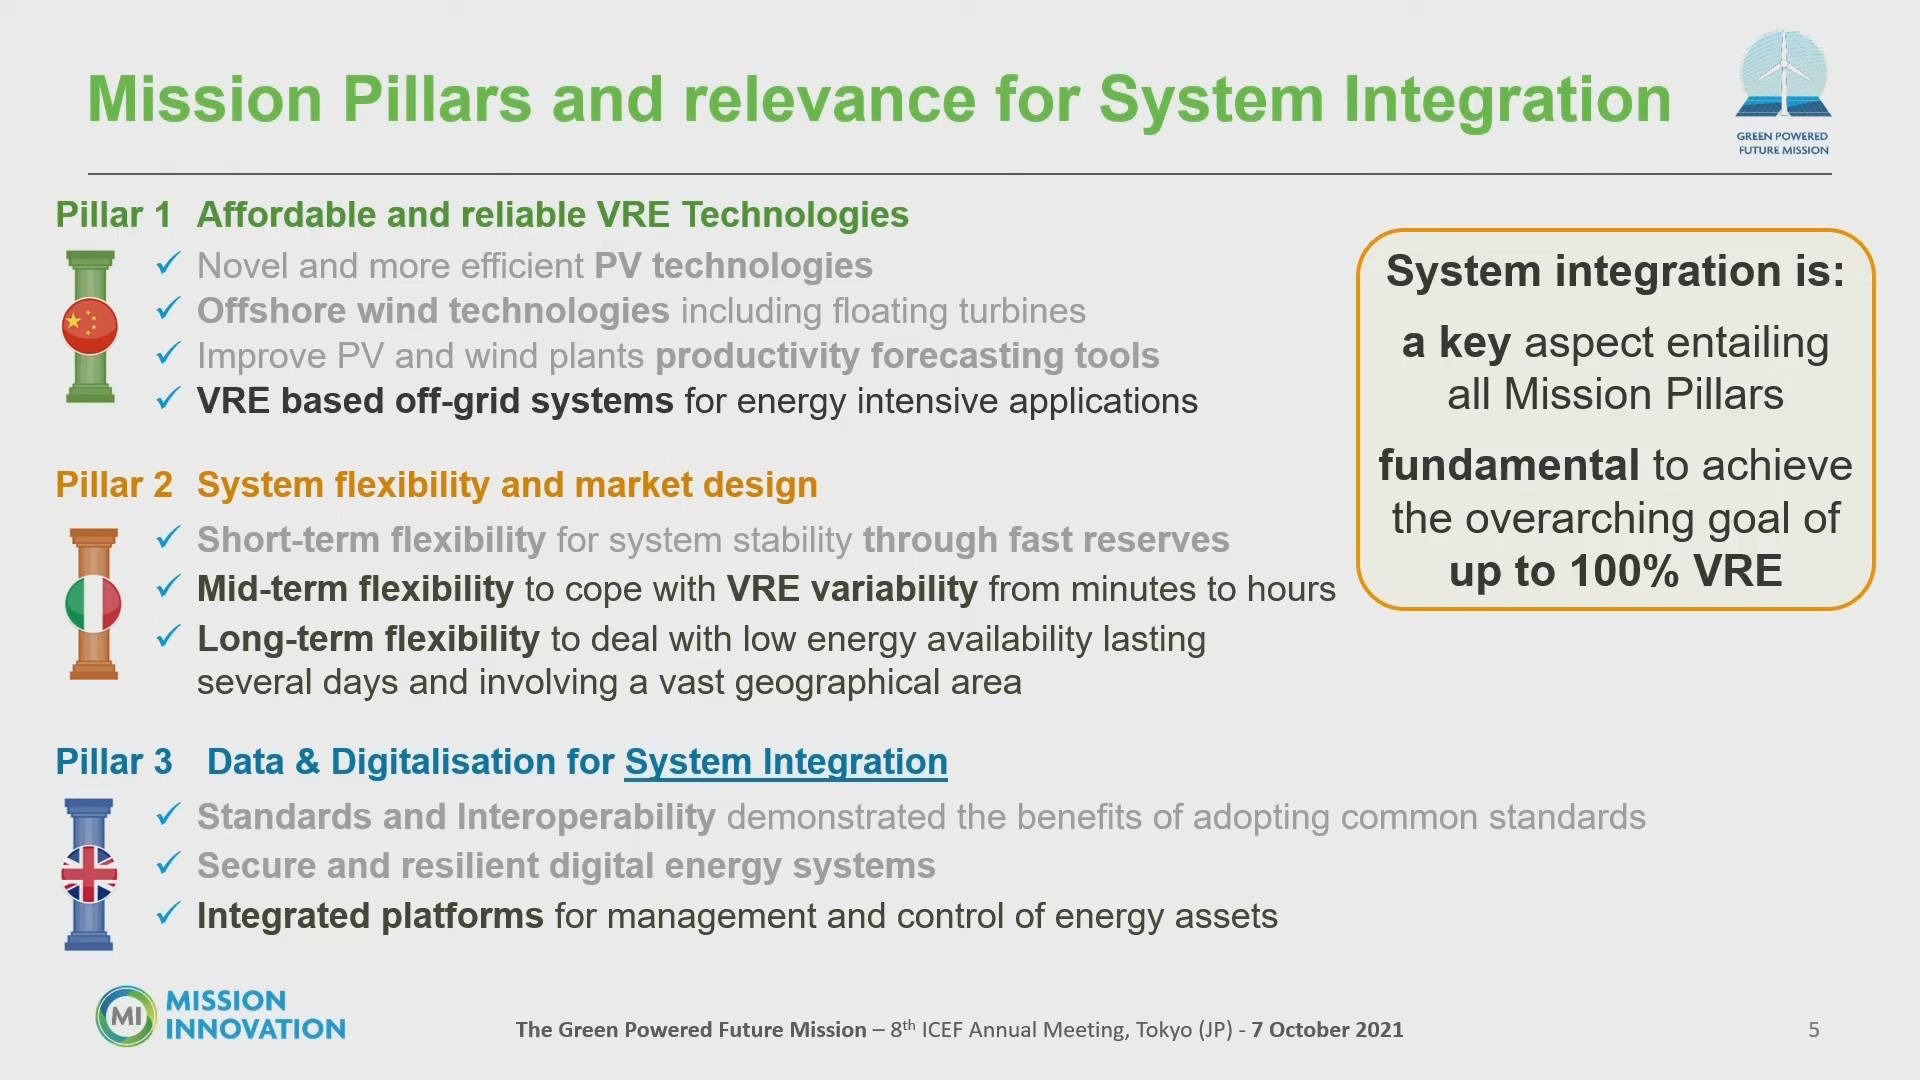 Mission Pillars and relevance for System Integration
GREEN POWERED
FUTURE MISSION
Pillar 1 Affordable and reliable VRE Technologies
✓ Novel and more efficient PV technologies
✓ Offshore wind technologies including floating turbines
✓ Improve PV and wind plants productivity forecasting tools
✓ VRE based off-grid systems for energy intensive applications
Pillar 2 System flexibility and market design
✓ Short-term flexibility for system stability through fast reserves
✓ Mid-term flexibility to cope with VRE variability from minutes to hours
✓ Long-term flexibility to deal with low energy availability lasting
several days and involving a vast geographical area
Pillar 3 Data & Digitalisation for System Integration
✓ Standards and Interoperability demonstrated the benefits of adopting common standards
✓ Secure and resilient digital energy systems
✓ Integrated platforms for management and control of energy assets
System integration is:
a key aspect entailing
all Mission Pillars
fundamental to achieve
the overarching goal of
up to 100% VRE
MI MISSION
INNOVATION
The Green Powered Future Mission – 8th ICEF Annual Meeting, Tokyo (JP) - 7 October 2021
5